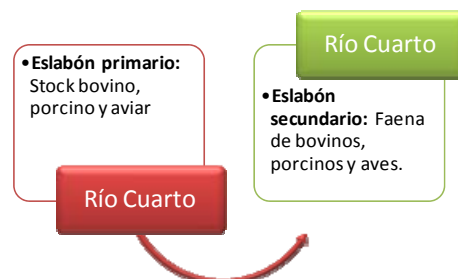 •Eslabón primario:
Stock bovino,
porcino y aviar
Río Cuarto
Río Cuarto
•Eslabón
secundario: Faena
de bovinos,
porcinos y aves.